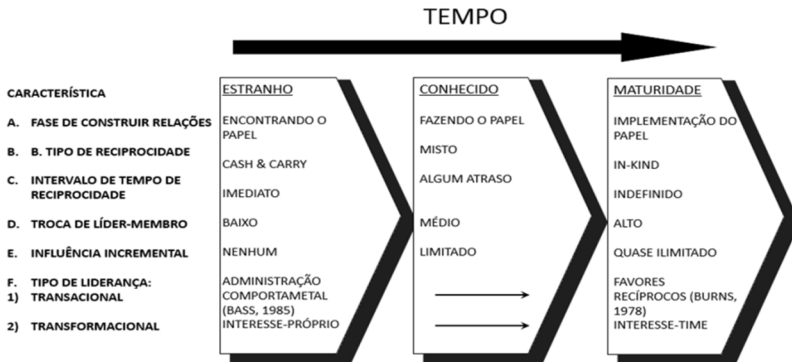 TEMPO
CARACTERÍSTICA
A. FASE DE CONSTRUIR RELAÇÕES
B. B. TIPO DE RECIPROCIDADE
C. INTERVALO DE TEMPO DE
RECIPROCIDADE
D. TROCA DE LÍDER-MEMBRO
E. INFLUÊNCIA INCREMENTAL
F. TIPO DE LIDERANÇA:
1) TRANSACIONAL
2) TRANSFORMACIONAL
ESTRANHO
ENCONTRANDO O
PAPEL
CASH & CARRY
IMEDIATO
BAIXO
NENHUM
ADMINISTRAÇÃO
COMPORTAMETAL
(BASS, 1985)
INTERESSE-PRÓPRIO
CONHECIDO
FAZENDO O PAPEL
MISTO
ALGUM ATRASO
MÉDIO
LIMITADO
MATURIDADE
IMPLEMENTAÇÃO DO
PAPEL
IN-KIND
INDEFINIDO
ALTO
QUASE ILIMITADO
FAVORES
RECÍPROCOS (BURNS,
1978)
INTERESSE-TIME